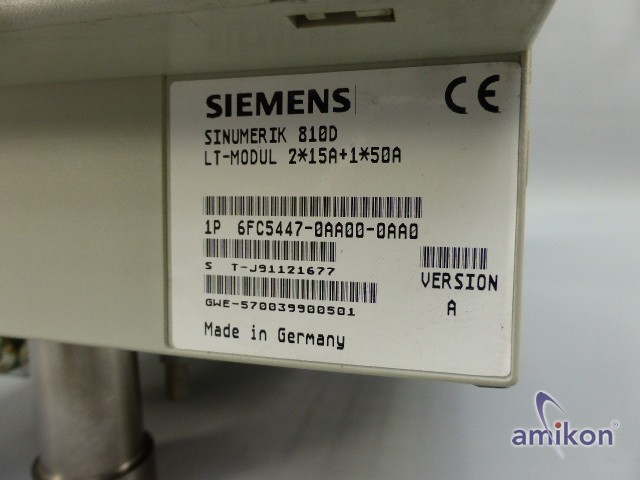 SIEMENS
CE
SINUMERIK 810D
LT-MODUL 2*15A+1*50A
1P 6FC5447-0AA00-0AA0
S T-J91121677
VERSION
A
GWE-570039900501
Made in Germany
amikon